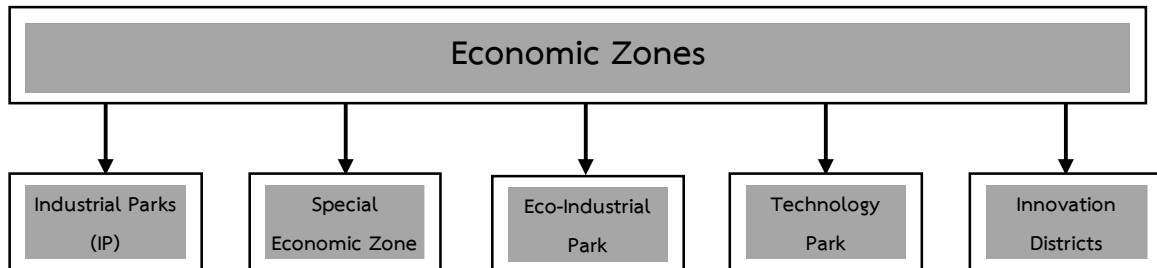 Economic Zones
Industrial Parks
(IP)
Special
Economic Zone
Eco-Industrial
Park
Technology
Park
Innovation
Districts